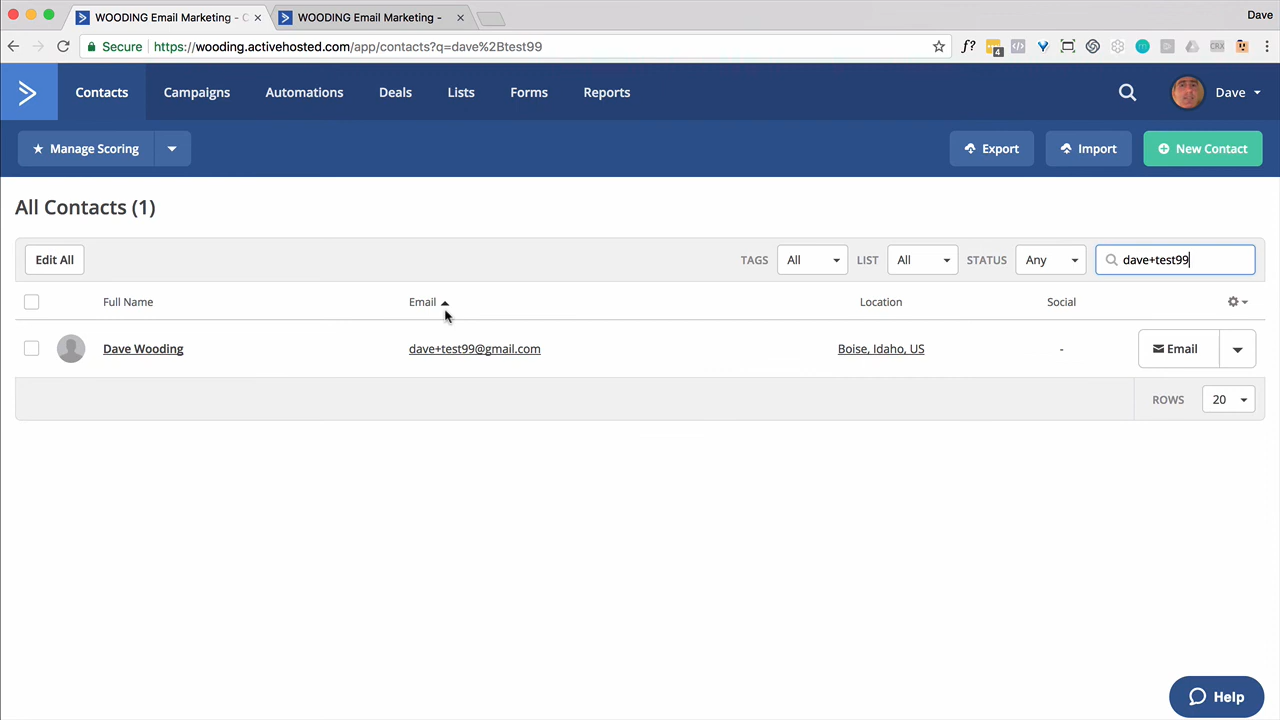 WOODING Email Marketing - C
WOODING Email Marketing -
Dave
Secure https://wooding.activehosted.com/app/contacts?q=dave%2Btest99
f?
4
CRX
Contacts Campaigns Automations Deals Lists Forms Reports Dave
Manage Scoring Export Import New Contact
All Contacts (1)
Edit All TAGS All LIST All STATUS Any dave+test99
Full Name Email Location Social
Dave Wooding dave+test99@gmail.com Boise, Idaho, US - Email
ROWS 20
Help